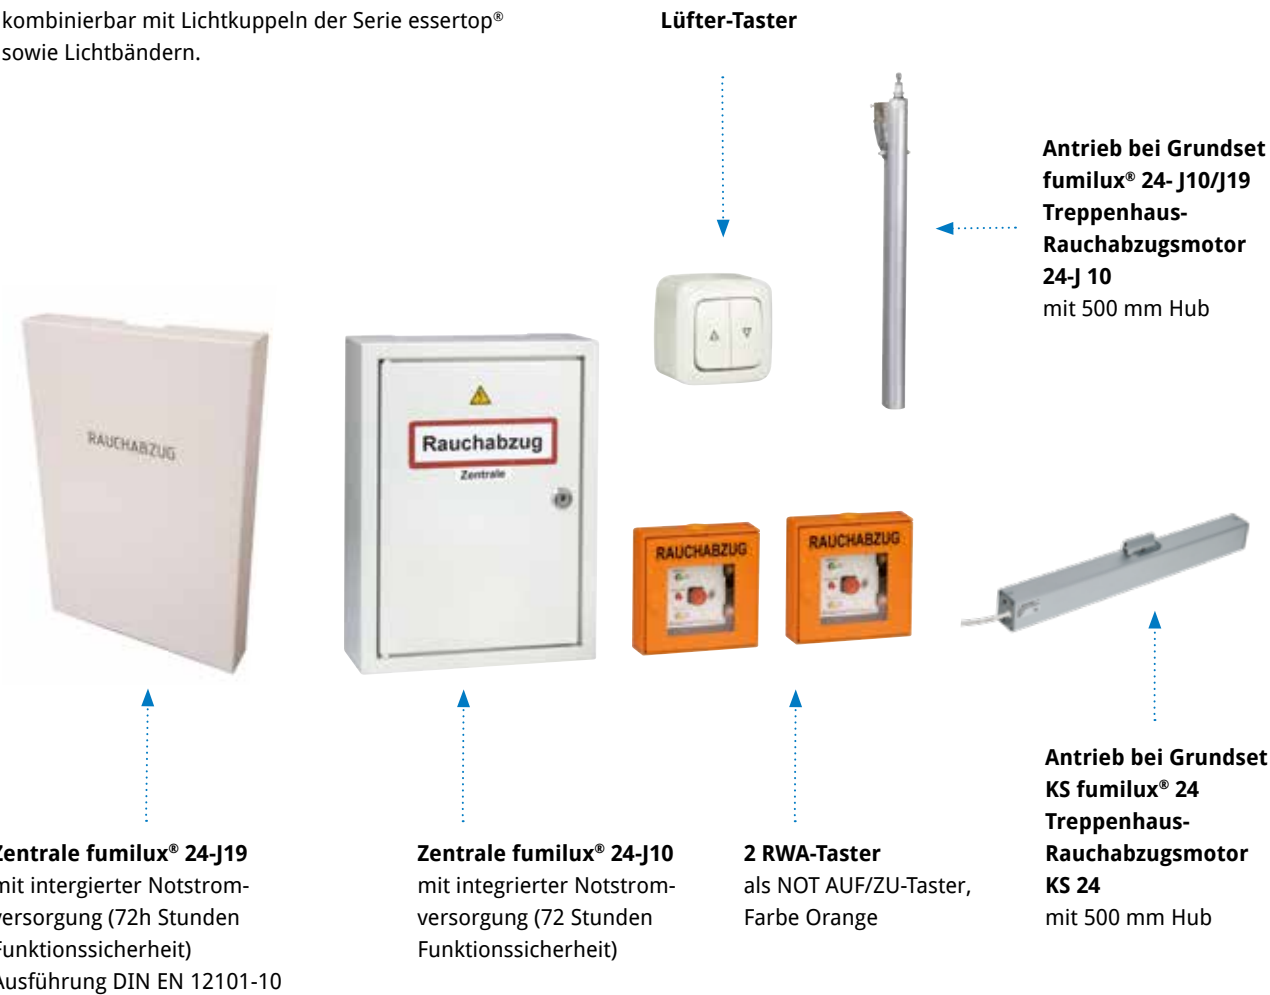 kombinierbar mit Lichtkuppeln der Serie essertop®
sowie Lichtbändern.
Lüfter-Taster
Antrieb bei Grundset
fumilux® 24- J10/J19
Treppenhaus-
Rauchabzugsmotor
24-J 10
mit 500 mm Hub
RAUCHABZUG
Rauchabzug
Zentrale
RAUCHABZUG
RAUCHABZUG
Zentrale fumilux® 24-J19
mit intergierter Notstrom-
versorgung (72h Stunden
Funktionssicherheit)
Ausführung DIN EN 12101-10
Zentrale fumilux® 24-J10
mit integrierter Notstrom-
versorgung (72 Stunden
Funktionssicherheit)
2 RWA-Taster
als NOT AUF/ZU-Taster,
Farbe Orange
Antrieb bei Grundset
KS fumilux® 24
Treppenhaus-
Rauchabzugsmotor
KS 24
mit 500 mm Hub